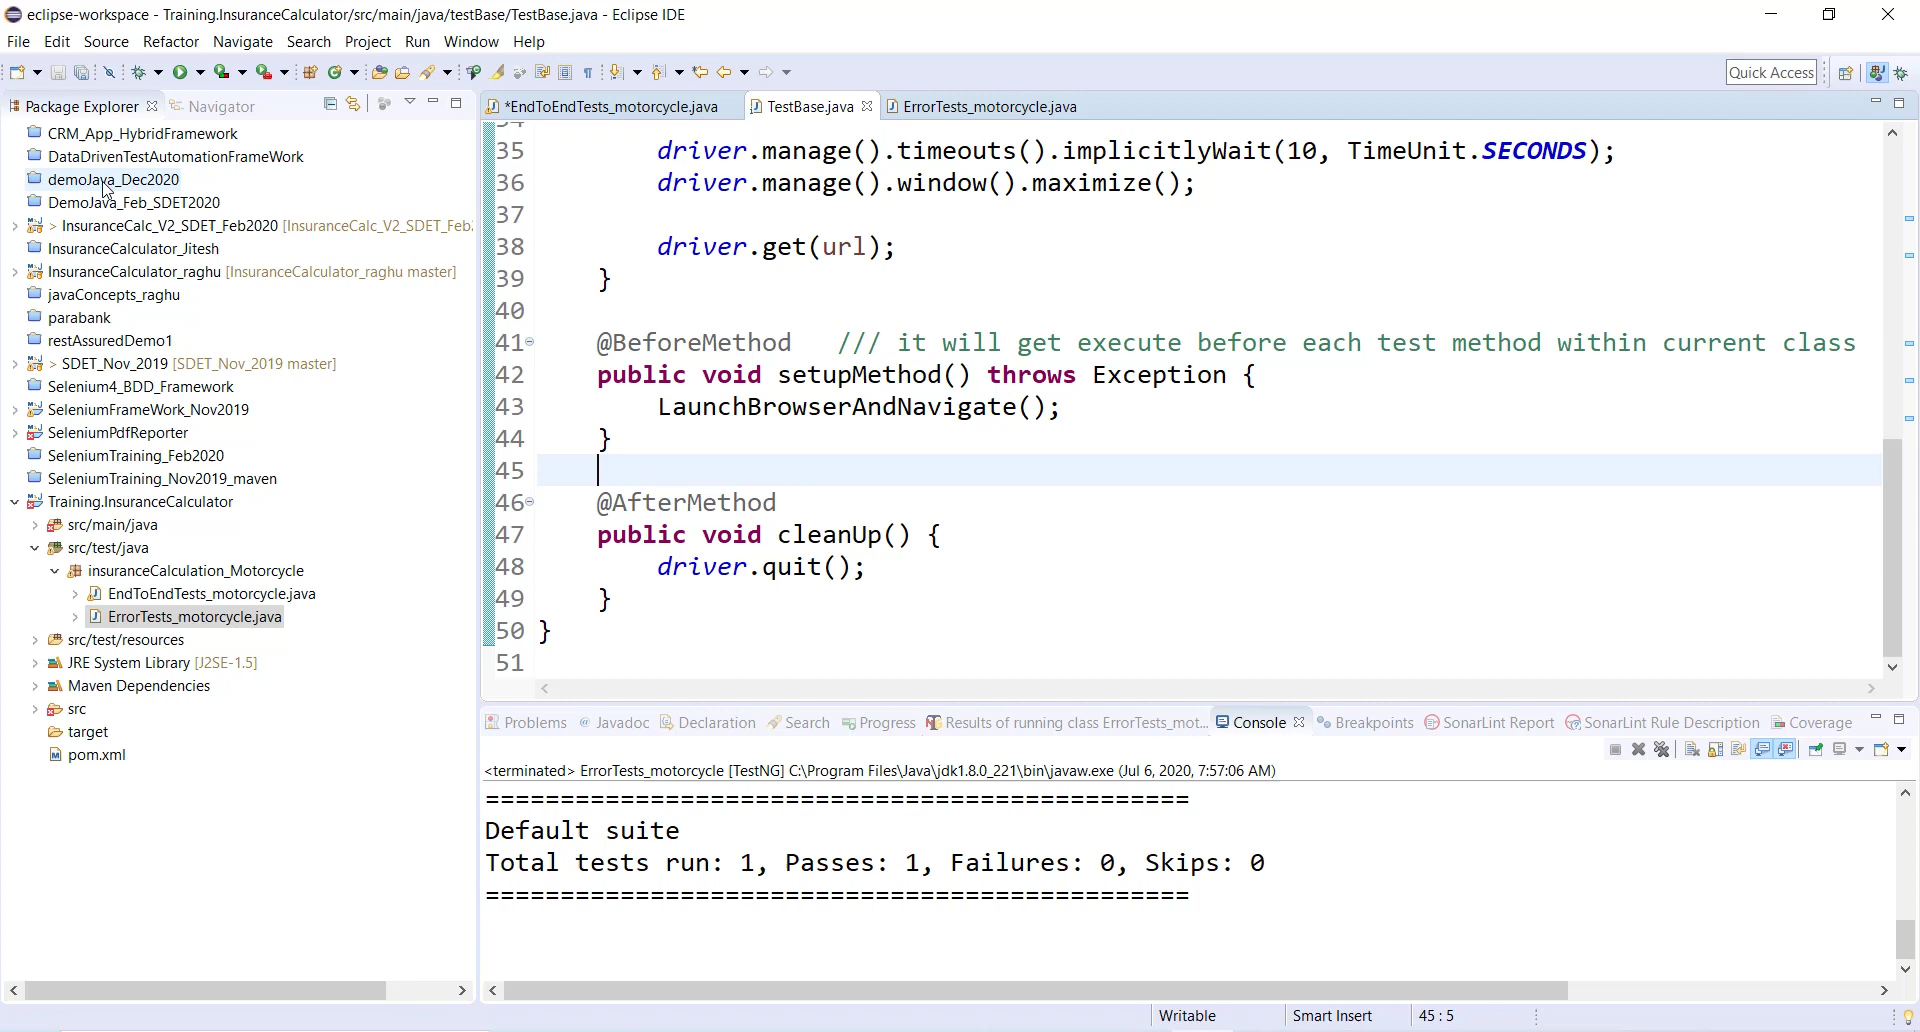 eclipse-workspace - Training.InsuranceCalculator/src/main/java/testBase/TestBase.java - Eclipse IDE
File Edit Source Refactor Navigate Search Project Run Window Help
Quick Access
Package Explorer Navigator
CRM_App_HybridFramework
DataDrivenTestAutomationFrameWork
demoJava_Dec2020
DemoJava_Feb_SDET2020
> InsuranceCalc_V2_SDET_Feb2020 [InsuranceCalc_V2_SDET_Feb
InsuranceCalculator_Jitesh
InsuranceCalculator_raghu [InsuranceCalculator_raghu master]
javaConcepts_raghu
parabank
restAssuredDemo1
> SDET_Nov_2019 [SDET_Nov_2019 master]
Selenium4_BDD_Framework
SeleniumFrameWork_Nov2019
SeleniumPdfReporter
SeleniumTraining_Feb2020
SeleniumTraining_Nov2019_maven
Training.InsuranceCalculator
src/main/java
src/test/java
insuranceCalculation_Motorcycle
EndToEndTests_motorcycle.java
ErrorTests_motorcycle.java
src/test/resources
JRE System Library [J2SE-1.5]
Maven Dependencies
src
target
pom.xml
*EndToEndTests_motorcycle.java TestBase.java ErrorTests_motorcycle.java
35 driver.manage().timeouts().implicitlyWait(10, TimeUnit.SECONDS);
36 driver.manage().window().maximize();
37
38 driver.get(url);
39 }
40
41 @BeforeMethod /// it will get execute before each test method within current class
42 public void setupMethod() throws Exception {
43 LaunchBrowserAndNavigate();
44 }
45
46 @AfterMethod
47 public void cleanUp() {
48 driver.quit();
49 }
50 }
51
Problems @ Javadoc Declaration Search Progress Results of running class ErrorTests_mot... Console Breakpoints SonarLint Report SonarLint Rule Description Coverage
<terminated> ErrorTests_motorcycle [TestNG] C:\Program Files\Java\jdk1.8.0_221\bin\javaw.exe (Jul 6, 2020, 7:57:06 AM)
===============================================
Default suite
Total tests run: 1, Passes: 1, Failures: 0, Skips: 0
===============================================
Writable Smart Insert 45 : 5